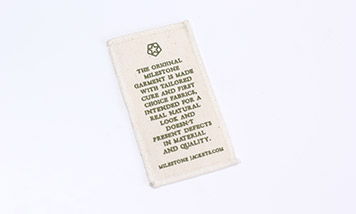 THE ORIGINAL
MILESTONE
GARMENT IS MADE
WITH TAILORED
CURE AND FIRST
CHOICE FABRICS,
INTENDED FOR A
REAL NATURAL
LOOK AND
DOESN'T
PRESENT DEFECTS
IN MATERIAL
AND QUALITY.
MILESTONE JACKETS.COM